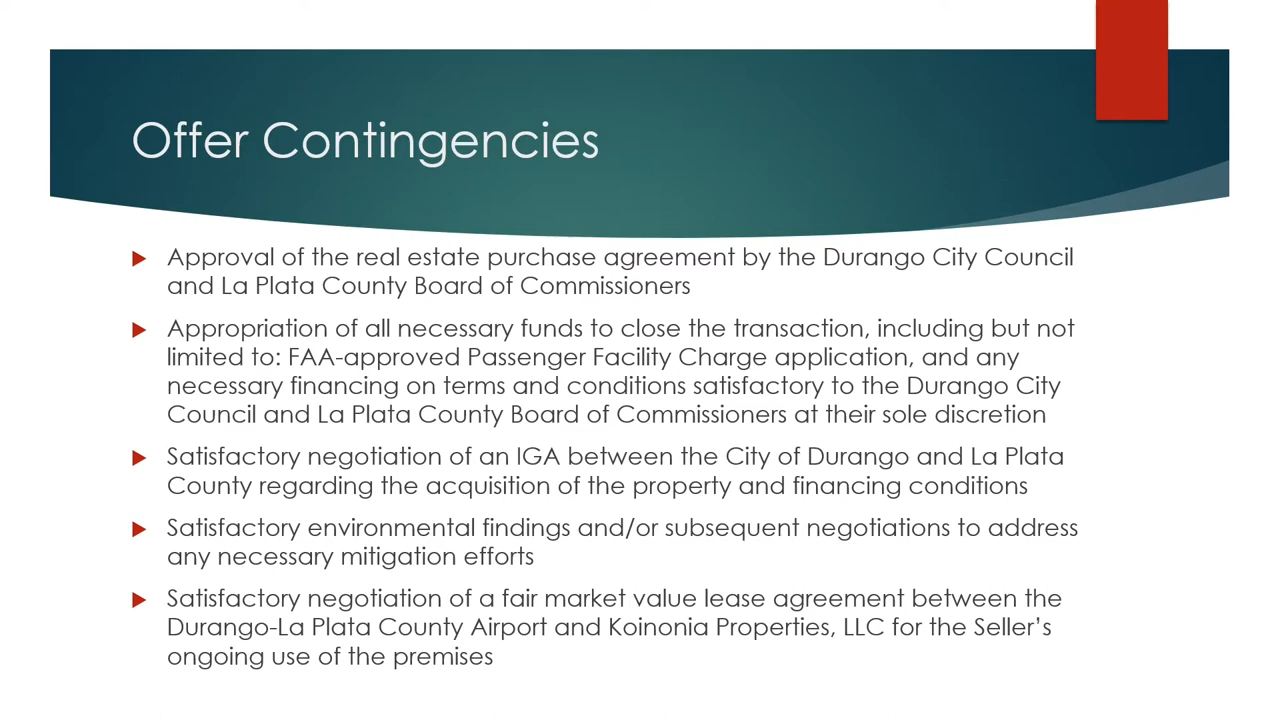 Offer Contingencies
Approval of the real estate purchase agreement by the Durango City Council
and La Plata County Board of Commissioners
Appropriation of all necessary funds to close the transaction, including but not
limited to: FAA-approved Passenger Facility Charge application, and any
necessary financing on terms and conditions satisfactory to the Durango City
Council and La Plata County Board of Commissioners at their sole discretion
Satisfactory negotiation of an IGA between the City of Durango and La Plata
County regarding the acquisition of the property and financing conditions
Satisfactory environmental findings and/or subsequent negotiations to address
any necessary mitigation efforts
Satisfactory negotiation of a fair market value lease agreement between the
Durango-La Plata County Airport and Koinonia Properties, LLC for the Seller’s
ongoing use of the premises